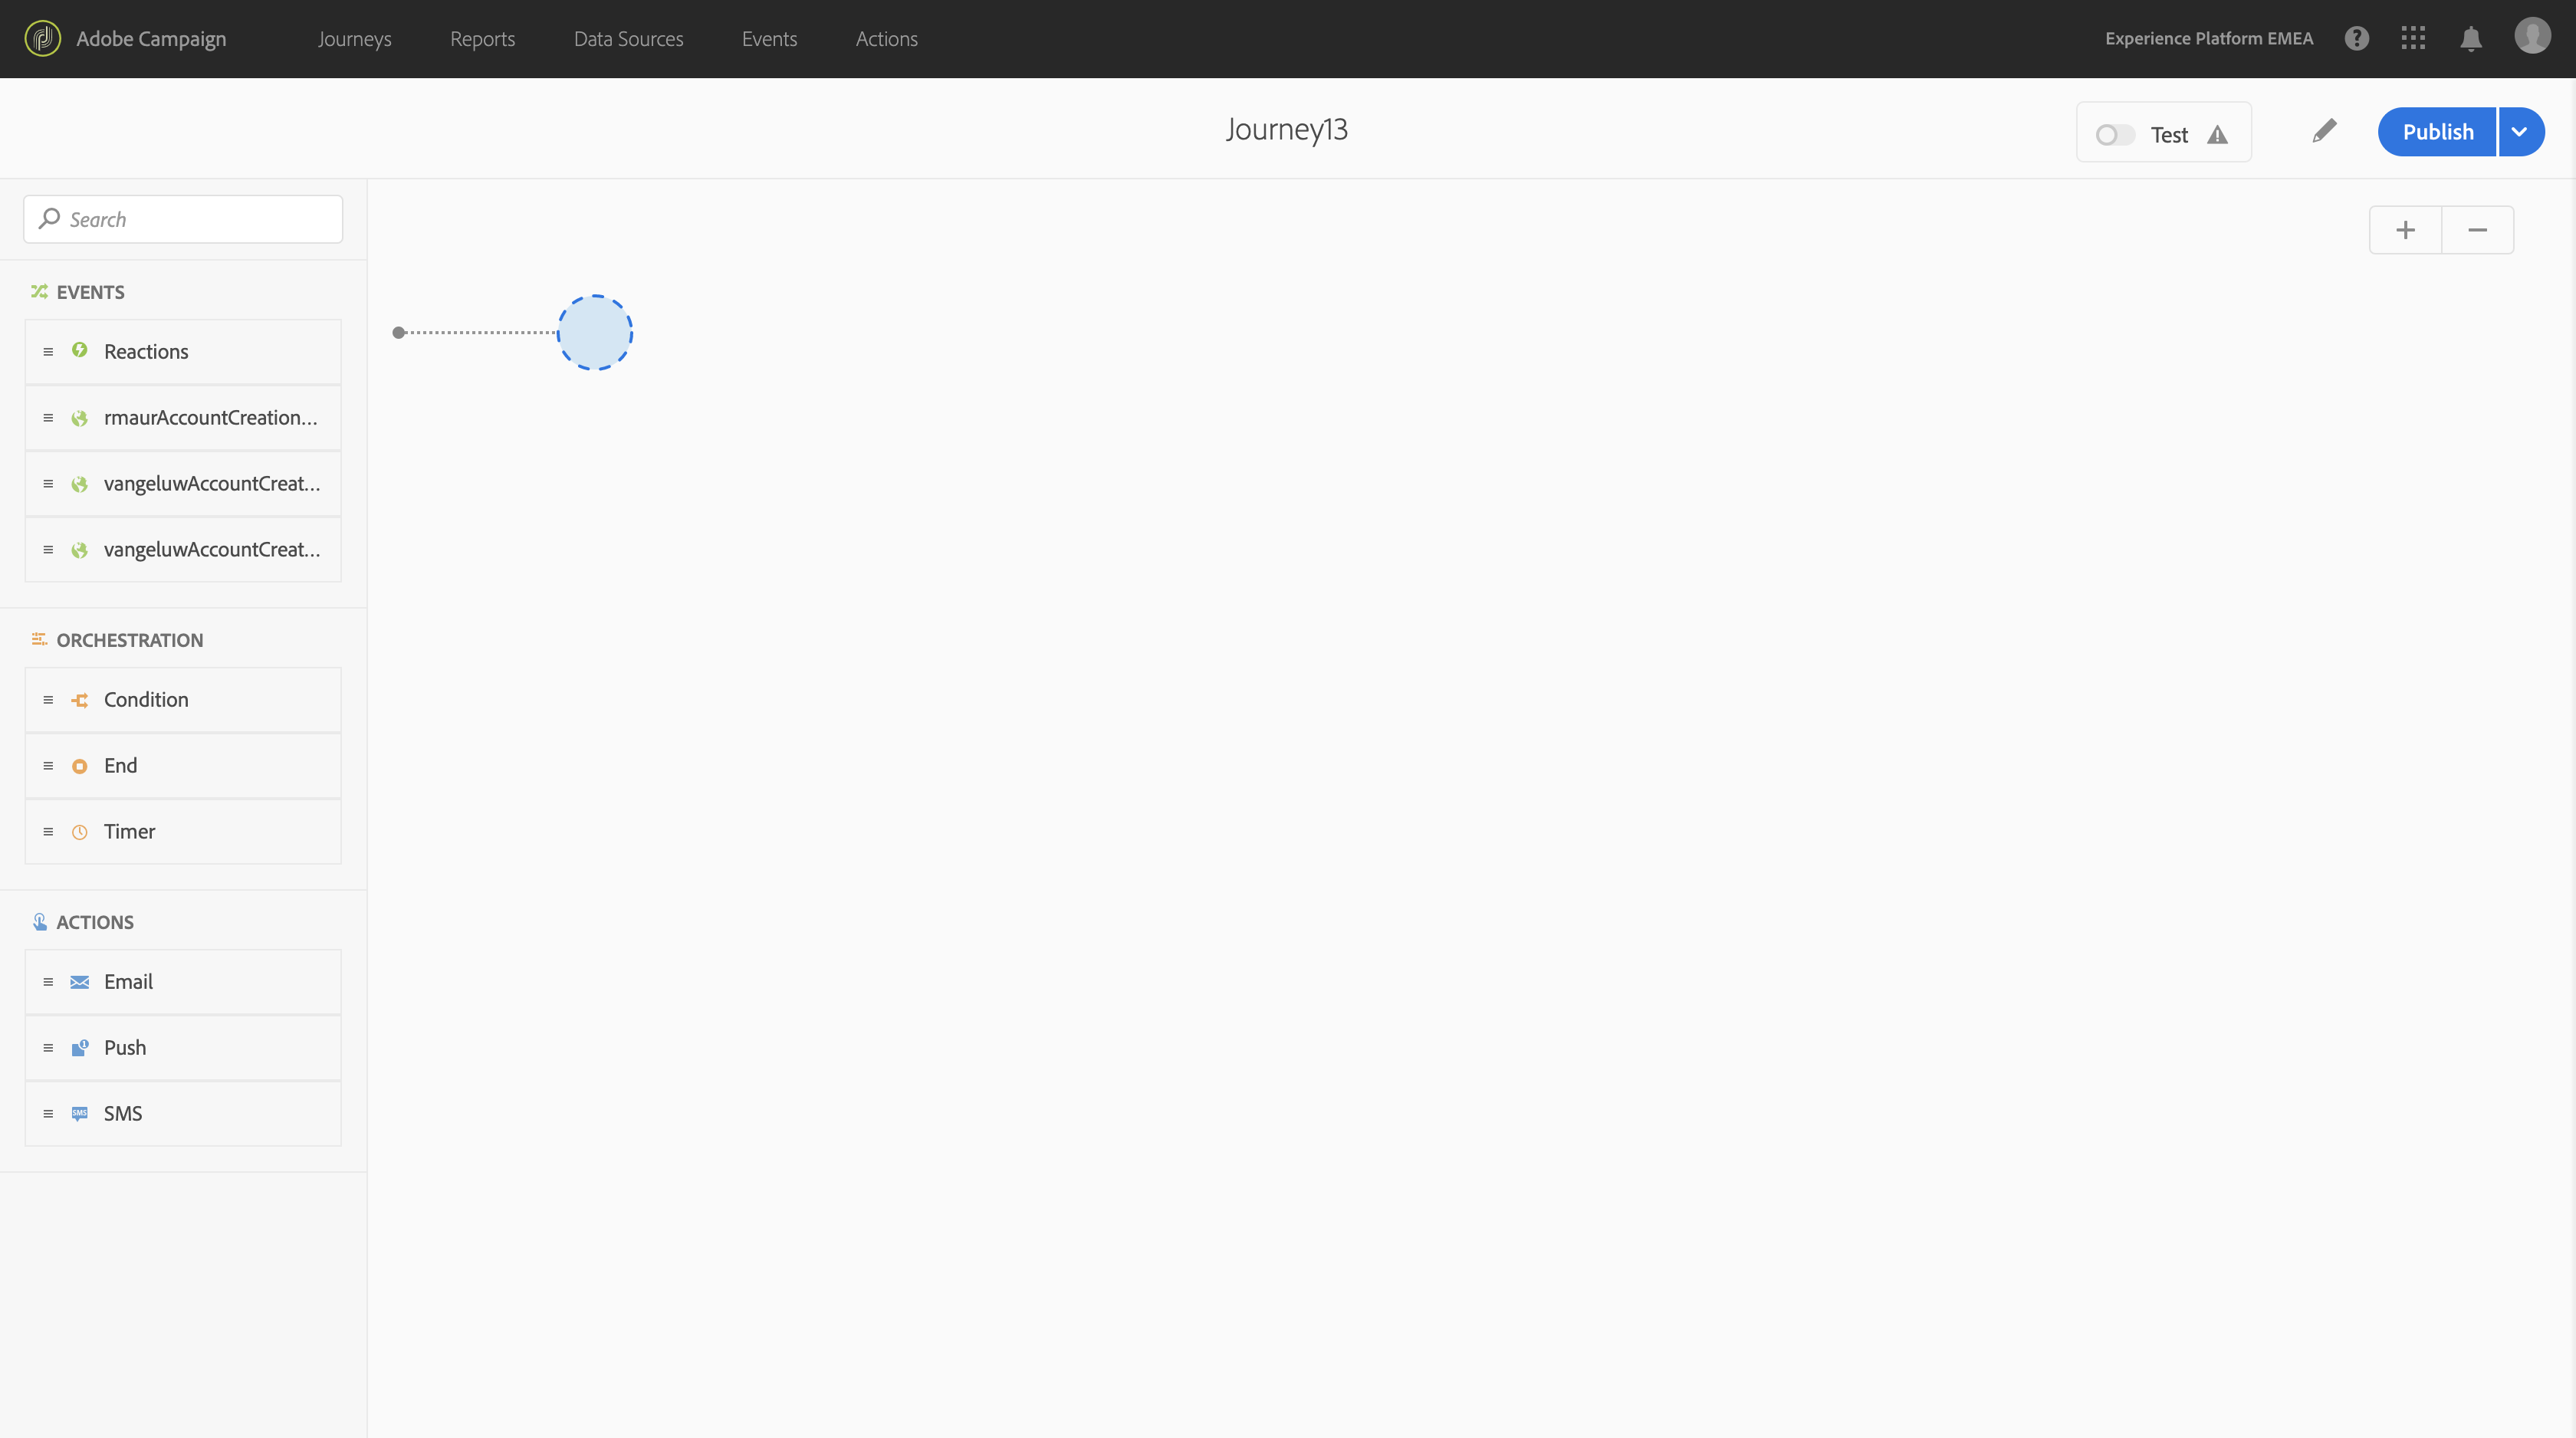 Adobe Campaign Journeys Reports Data Sources Events Actions Experience Platform EMEA
Journey13
Test
Publish
Search
EVENTS
Reactions
rmaurAccountCreation...
vangeluwAccountCreat...
vangeluwAccountCreat...
ORCHESTRATION
Condition
End
Timer
ACTIONS
Email
Push
SMS